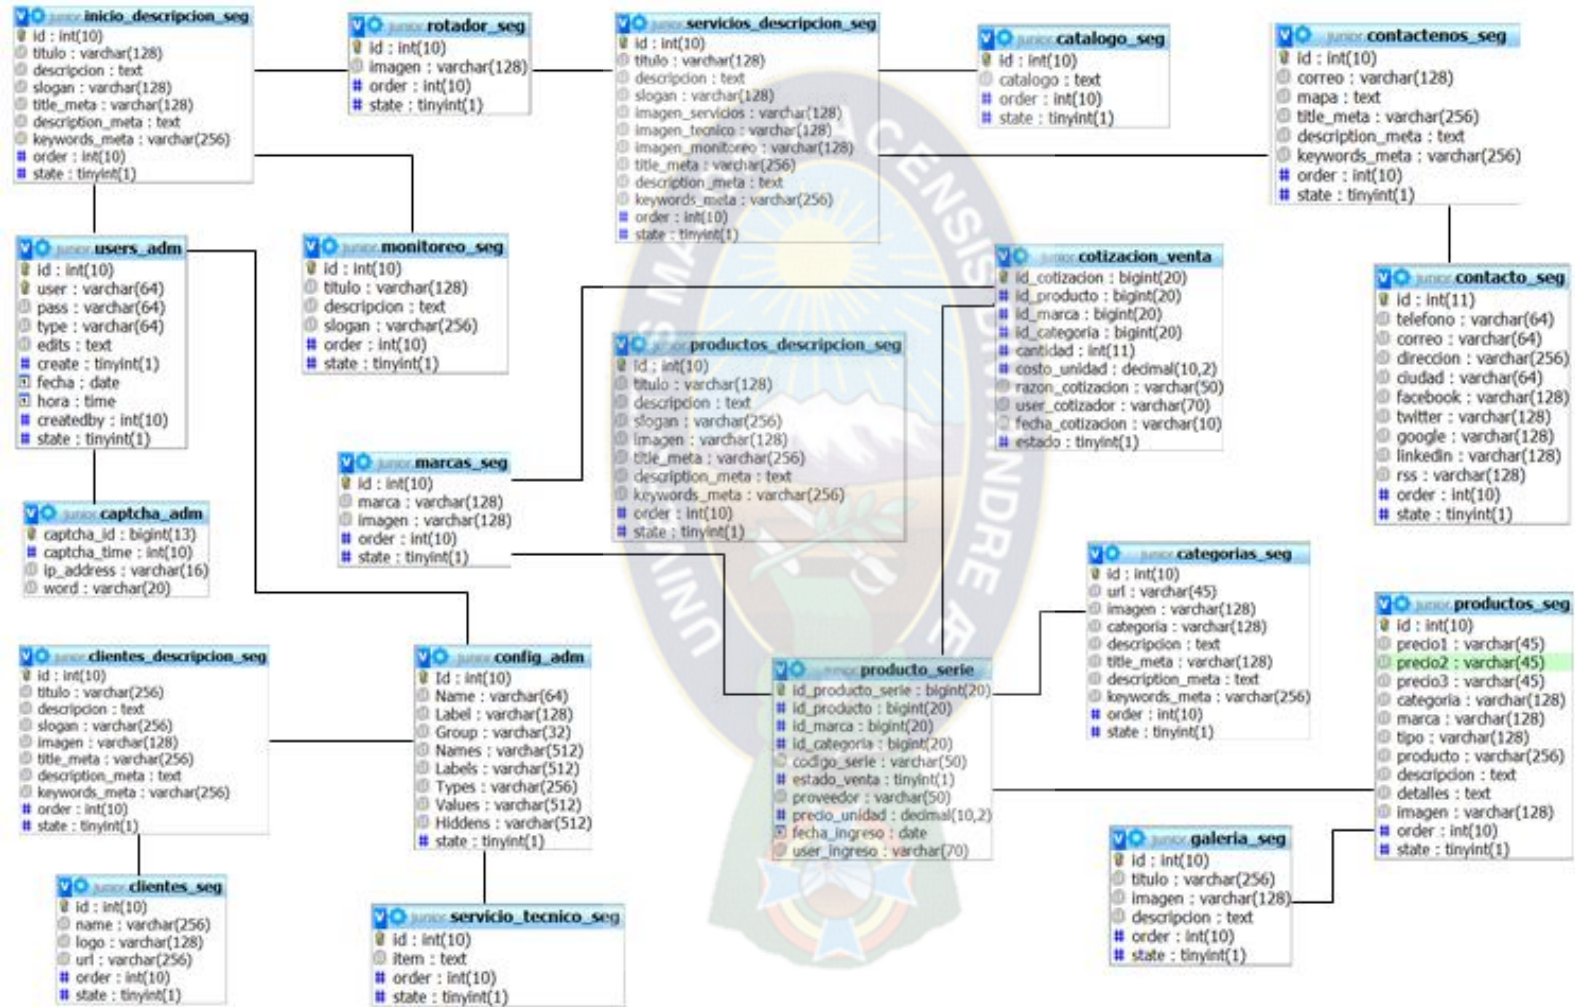 junior.inicio_descripcion_seg
id : int(10)
titulo : varchar(128)
descripcion : text
slogan : varchar(128)
title_meta : varchar(128)
description_meta : text
keywords_meta : varchar(256)
order : int(10)
state : tinyint(1)
junior.rotador_seg
id : int(10)
imagen : varchar(128)
order : int(10)
state : tinyint(1)
junior.servicios_descripcion_seg
id : int(10)
titulo : varchar(128)
descripcion : text
slogan : varchar(128)
imagen_servicios : varchar(128)
imagen_tecnico : varchar(128)
imagen_monitoreo : varchar(128)
title_meta : varchar(256)
description_meta : text
keywords_meta : varchar(256)
order : int(10)
state : tinyint(1)
junior.catalogo_seg
id : int(10)
catalogo : text
order : int(10)
state : tinyint(1)
junior.contactenos_seg
id : int(10)
correo : varchar(128)
mapa : text
title_meta : varchar(256)
description_meta : text
keywords_meta : varchar(256)
order : int(10)
state : tinyint(1)
junior.users_adm
id : int(10)
user : varchar(64)
pass : varchar(64)
type : varchar(64)
edits : text
create : tinyint(1)
fecha : date
hora : time
createdby : int(10)
state : tinyint(1)
junior.monitoreo_seg
id : int(10)
titulo : varchar(128)
descripcion : text
slogan : varchar(256)
order : int(10)
state : tinyint(1)
junior.cotizacion_venta
id_cotizacion : bigint(20)
id_producto : bigint(20)
id_marca : bigint(20)
id_categoria : bigint(20)
cantidad : int(11)
costo_unidad : decimal(10,2)
razon_cotizacion : varchar(50)
user_cotizador : varchar(70)
fecha_cotizacion : varchar(10)
estado : tinyint(1)
junior.contacto_seg
id : int(11)
telefono : varchar(64)
correo : varchar(64)
direccion : varchar(256)
ciudad : varchar(64)
facebook : varchar(128)
twitter : varchar(128)
google : varchar(128)
linkedin : varchar(128)
rss : varchar(128)
order : int(10)
state : tinyint(1)
junior.productos_descripcion_seg
id : int(10)
titulo : varchar(128)
descripcion : text
slogan : varchar(256)
imagen : varchar(128)
title_meta : varchar(256)
description_meta : text
keywords_meta : varchar(256)
order : int(10)
state : tinyint(1)
junior.marcas_seg
id : int(10)
marca : varchar(128)
imagen : varchar(128)
order : int(10)
state : tinyint(1)
junior.captcha_adm
captcha_id : bigint(13)
captcha_time : int(10)
ip_address : varchar(16)
word : varchar(20)
junior.categorias_seg
id : int(10)
url : varchar(45)
imagen : varchar(128)
categoria : varchar(128)
descripcion : text
title_meta : varchar(128)
description_meta : text
keywords_meta : varchar(256)
order : int(10)
state : tinyint(1)
junior.productos_seg
id : int(10)
precio1 : varchar(45)
precio2 : varchar(45)
precio3 : varchar(45)
categoria : varchar(128)
marca : varchar(128)
tipo : varchar(128)
producto : varchar(256)
descripcion : text
detalles : text
imagen : varchar(128)
order : int(10)
state : tinyint(1)
junior.clientes_descripcion_seg
id : int(10)
titulo : varchar(256)
descripcion : text
slogan : varchar(256)
imagen : varchar(128)
title_meta : varchar(256)
description_meta : text
keywords_meta : varchar(256)
order : int(10)
state : tinyint(1)
junior.config_adm
Id : int(10)
Name : varchar(64)
Label : varchar(128)
Group : varchar(32)
Names : varchar(512)
Labels : varchar(512)
Types : varchar(256)
Values : varchar(512)
Hiddens : varchar(512)
state : tinyint(1)
junior.producto_serie
id_producto_serie : bigint(20)
id_producto : bigint(20)
id_marca : bigint(20)
id_categoria : bigint(20)
codigo_serie : varchar(50)
estado_venta : tinyint(1)
proveedor : varchar(50)
precio_unidad : decimal(10,2)
fecha_ingreso : date
user_ingreso : varchar(70)
junior.galeria_seg
id : int(10)
titulo : varchar(256)
imagen : varchar(128)
descripcion : text
order : int(10)
state : tinyint(1)
junior.clientes_seg
id : int(10)
name : varchar(256)
logo : varchar(128)
url : varchar(256)
order : int(10)
state : tinyint(1)
junior.servicio_tecnico_seg
id : int(10)
item : text
order : int(10)
state : tinyint(1)